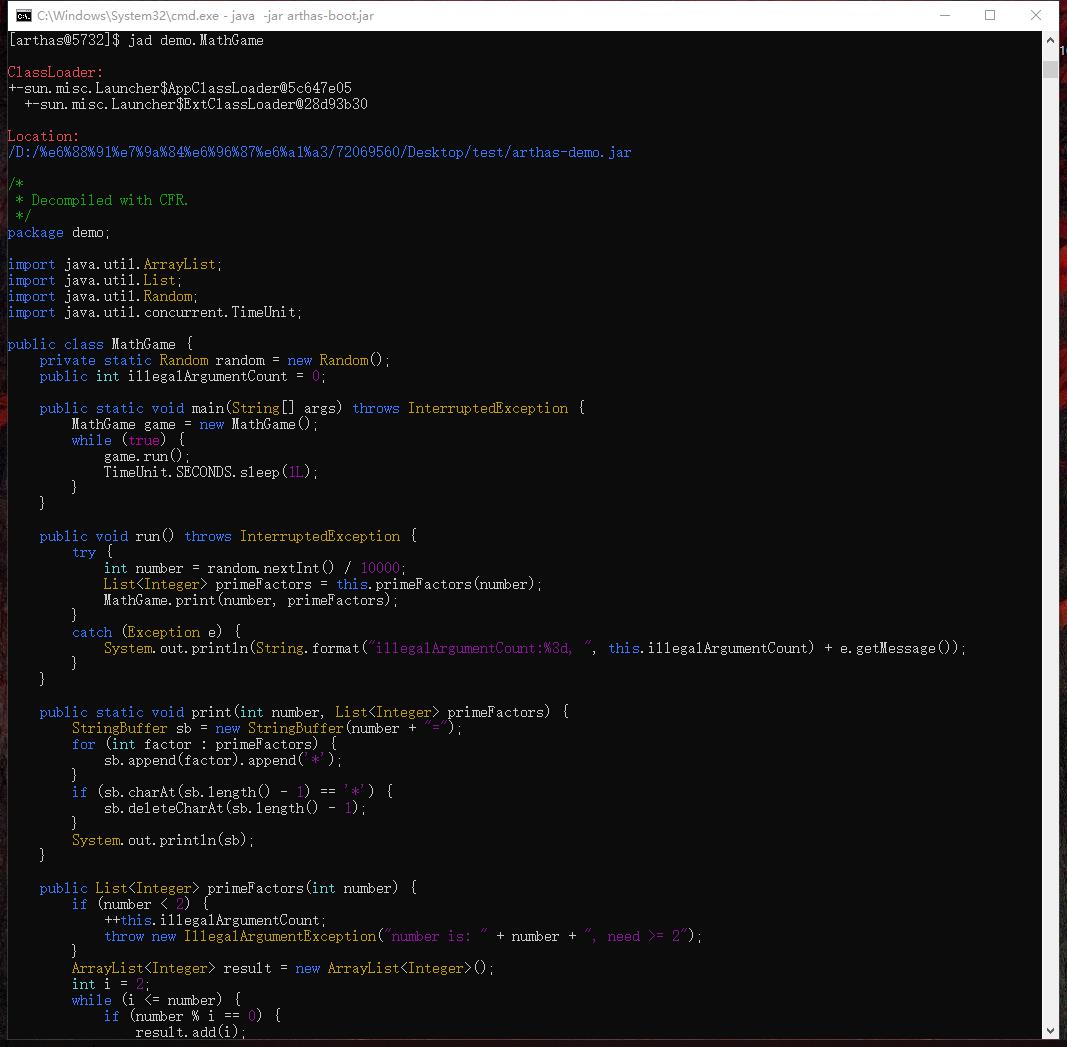 C:\Windows\System32\cmd.exe - java  -jar arthas-boot.jar
[arthas@5732]$ jad demo.MathGame
ClassLoader:
+-sun.misc.Launcher$AppClassLoader@5c647e05
  +-sun.misc.Launcher$ExtClassLoader@28d93b30
Location:
/D:/%e6%88%91%e7%9a%84%e6%96%87%e6%a1%a3/72069560/Desktop/test/arthas-demo.jar
/*
 * Decompiled with CFR.
 */
package demo;
import java.util.ArrayList;
import java.util.List;
import java.util.Random;
import java.util.concurrent.TimeUnit;
public class MathGame {
    private static Random random = new Random();
    public int illegalArgumentCount = 0;
    public static void main(String[] args) throws InterruptedException {
        MathGame game = new MathGame();
        while (true) {
            game.run();
            TimeUnit.SECONDS.sleep(1L);
        }
    }
    public void run() throws InterruptedException {
        try {
            int number = random.nextInt() / 10000;
            List<Integer> primeFactors = this.primeFactors(number);
            MathGame.print(number, primeFactors);
        }
        catch (Exception e) {
            System.out.println(String.format("illegalArgumentCount:%3d, ", this.illegalArgumentCount) + e.getMessage());
        }
    }
    public static void print(int number, List<Integer> primeFactors) {
        StringBuffer sb = new StringBuffer(number + "=");
        for (int factor : primeFactors) {
            sb.append(factor).append('*');
        }
        if (sb.charAt(sb.length() - 1) == '*') {
            sb.deleteCharAt(sb.length() - 1);
        }
        System.out.println(sb);
    }
    public List<Integer> primeFactors(int number) {
        if (number < 2) {
            ++this.illegalArgumentCount;
            throw new IllegalArgumentException("number is: " + number + ", need >= 2");
        }
        ArrayList<Integer> result = new ArrayList<Integer>();
        int i = 2;
        while (i <= number) {
            if (number % i == 0) {
                result.add(i);